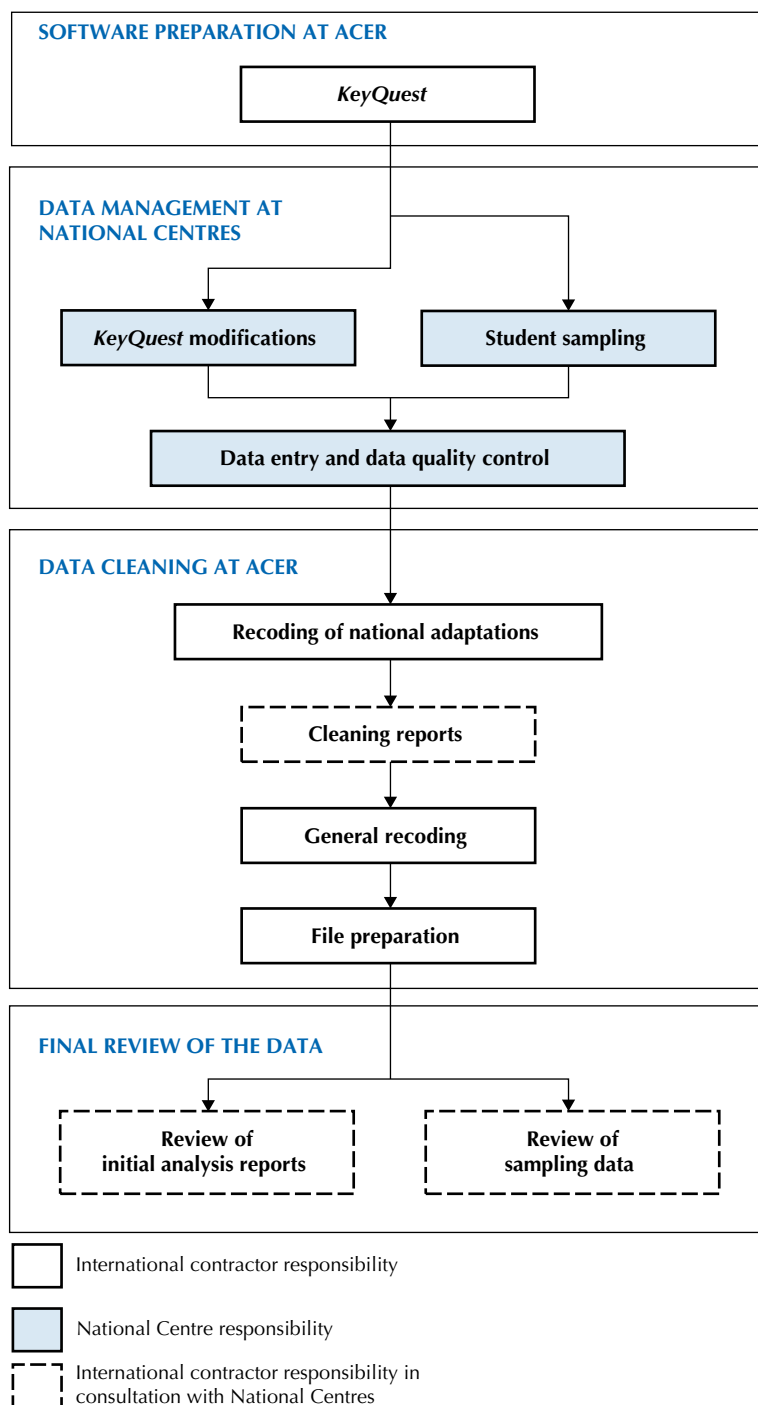 SOFTWARE PREPARATION AT ACER
KeyQuest
DATA MANAGEMENT AT
NATIONAL CENTRES
KeyQuest modifications
Student sampling
Data entry and data quality control
DATA CLEANING AT ACER
Recoding of national adaptations
Cleaning reports
General recoding
File preparation
FINAL REVIEW OF THE DATA
Review of
initial analysis reports
Review of
sampling data
International contractor responsibility
National Centre responsibility
International contractor responsibility in
consultation with National Centres